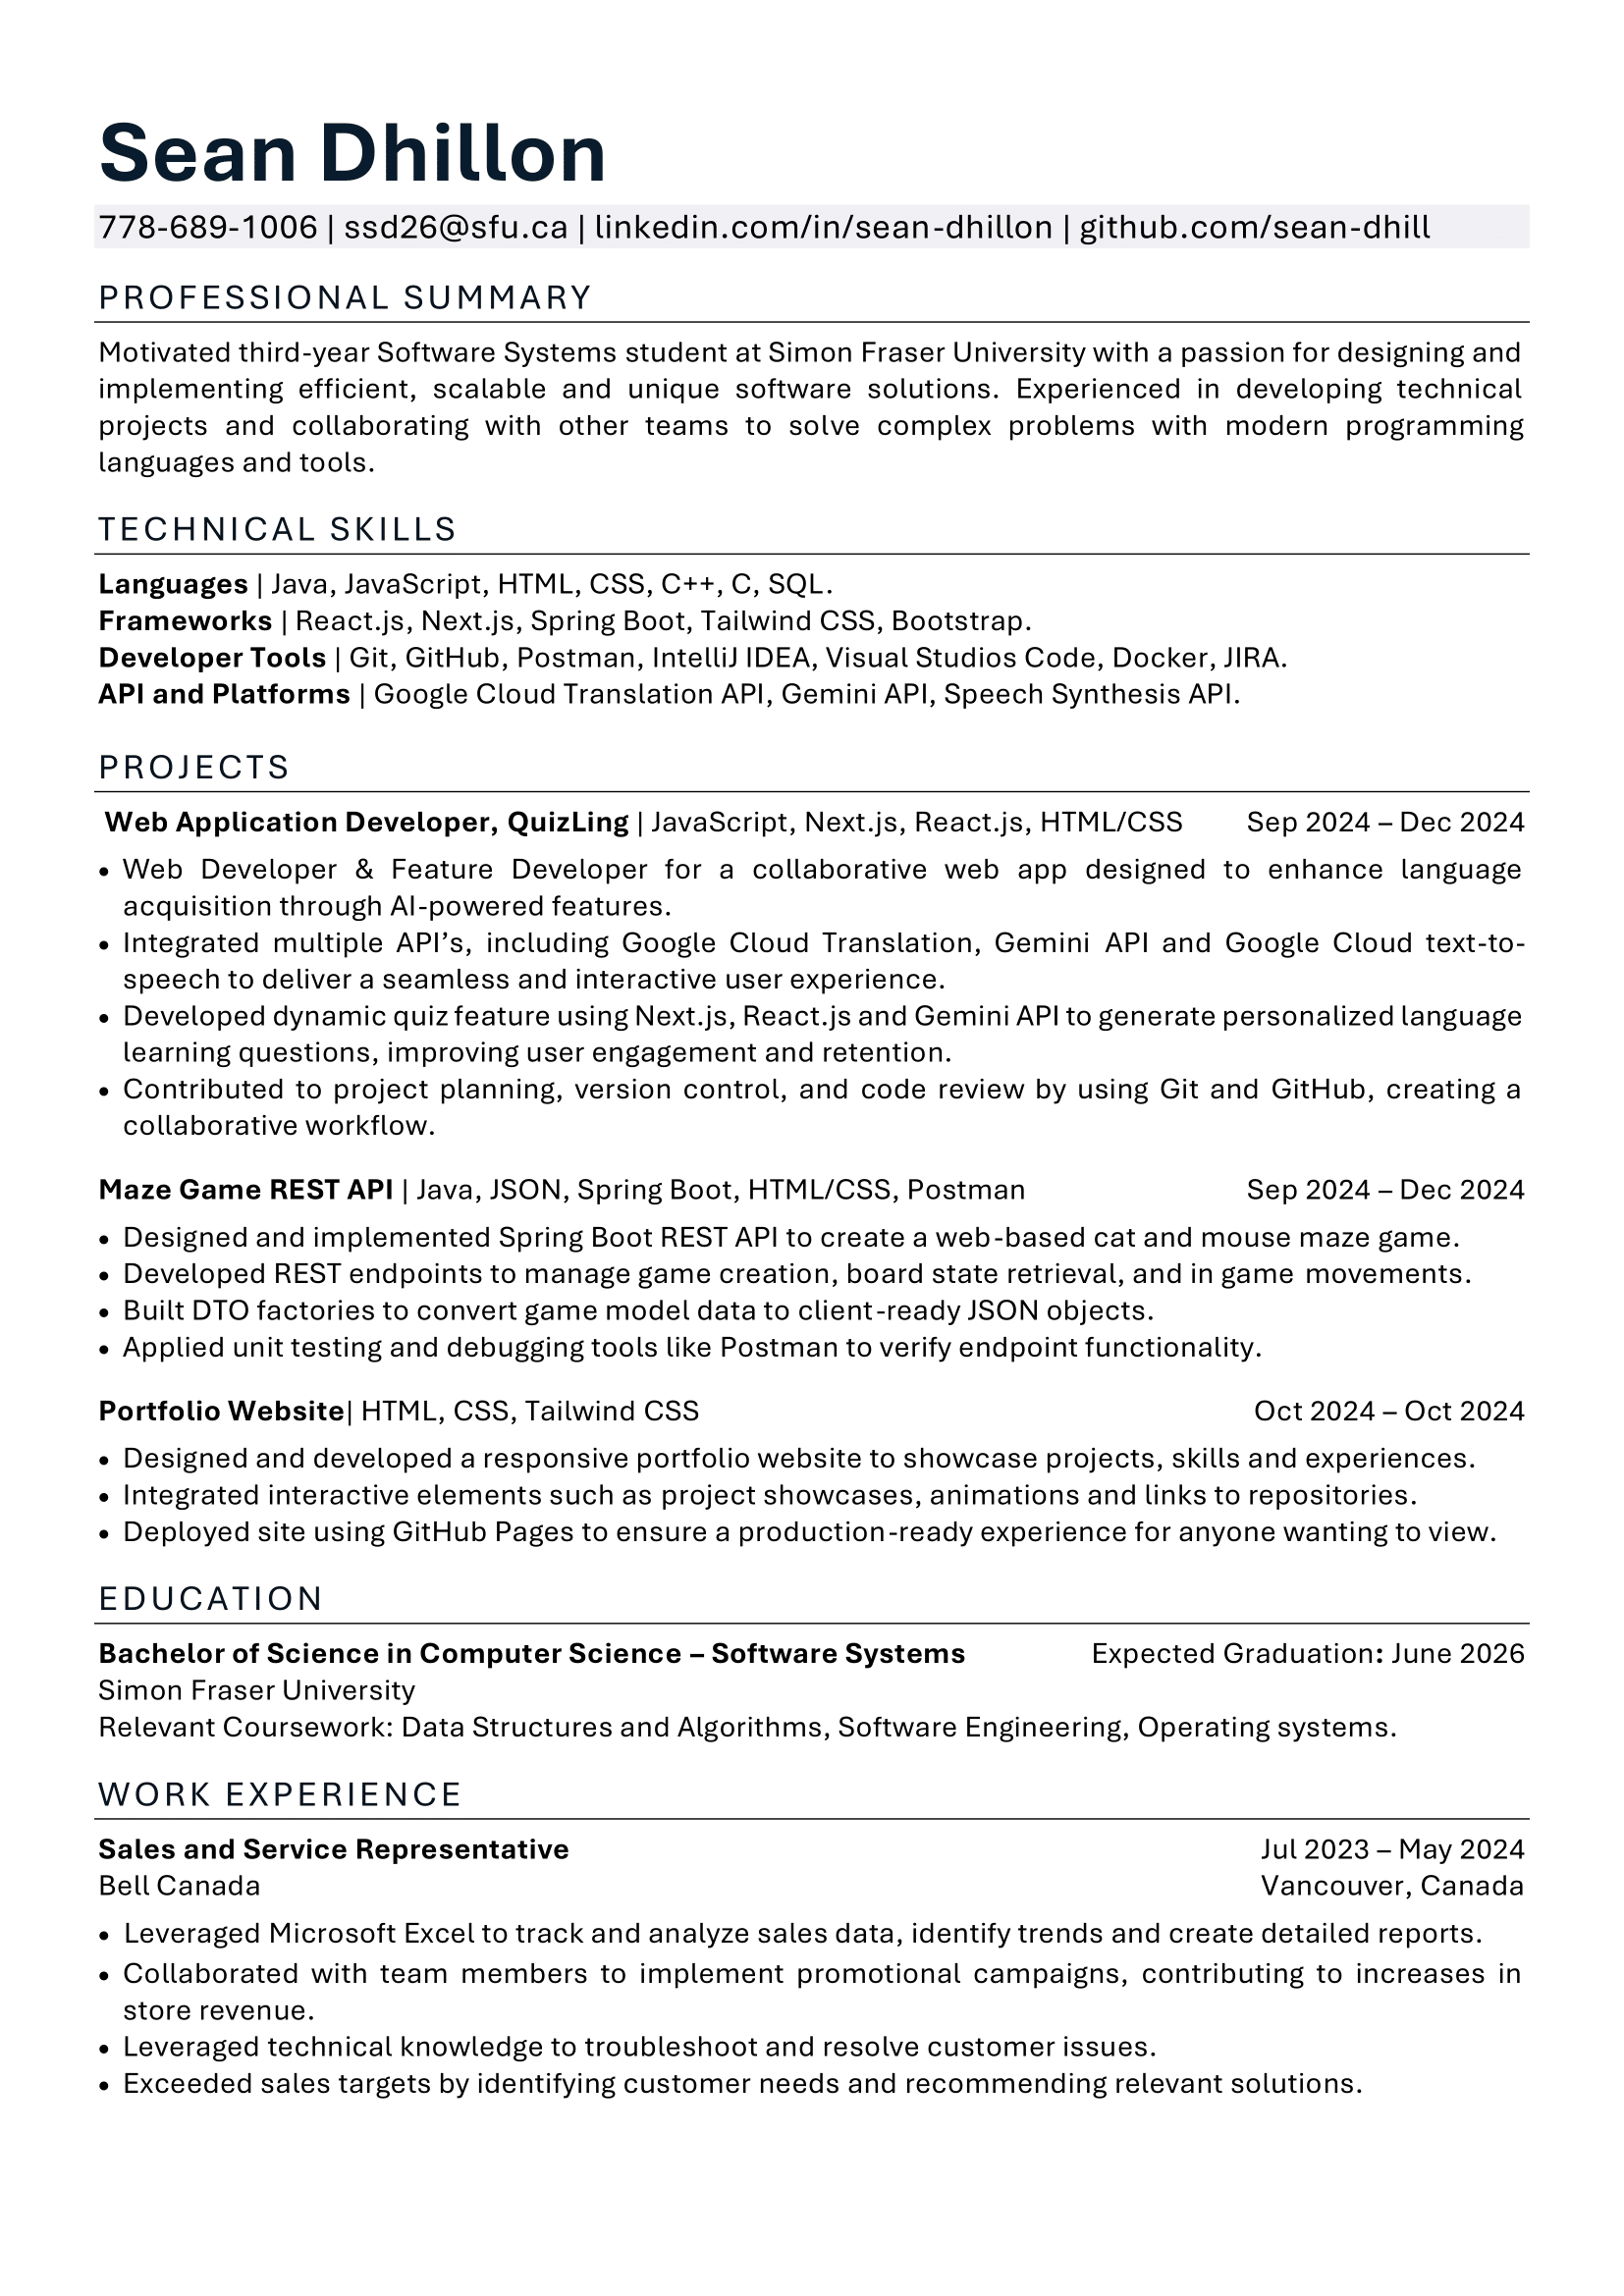 Sean Dhillon
778-689-1006 | ssd26@sfu.ca | linkedin.com/in/sean-dhillon | github.com/sean-dhill
PROFESSIONAL SUMMARY
Motivated third-year Software Systems student at Simon Fraser University with a passion for designing and
implementing efficient, scalable and unique software solutions. Experienced in developing technical
projects and collaborating with other teams to solve complex problems with modern programming
languages and tools.
TECHNICAL SKILLS
Languages | Java, JavaScript, HTML, CSS, C++, C, SQL.
Frameworks | React.js, Next.js, Spring Boot, Tailwind CSS, Bootstrap.
Developer Tools | Git, GitHub, Postman, IntelliJ IDEA, Visual Studios Code, Docker, JIRA.
API and Platforms | Google Cloud Translation API, Gemini API, Speech Synthesis API.
PROJECTS
Web Application Developer, QuizLing | JavaScript, Next.js, React.js, HTML/CSS Sep 2024 – Dec 2024
• Web Developer & Feature Developer for a collaborative web app designed to enhance language
acquisition through AI-powered features.
• Integrated multiple API’s, including Google Cloud Translation, Gemini API and Google Cloud text-to-
speech to deliver a seamless and interactive user experience.
• Developed dynamic quiz feature using Next.js, React.js and Gemini API to generate personalized language
learning questions, improving user engagement and retention.
• Contributed to project planning, version control, and code review by using Git and GitHub, creating a
collaborative workflow.
Maze Game REST API | Java, JSON, Spring Boot, HTML/CSS, Postman Sep 2024 – Dec 2024
• Designed and implemented Spring Boot REST API to create a web-based cat and mouse maze game.
• Developed REST endpoints to manage game creation, board state retrieval, and in game movements.
• Built DTO factories to convert game model data to client-ready JSON objects.
• Applied unit testing and debugging tools like Postman to verify endpoint functionality.
Portfolio Website| HTML, CSS, Tailwind CSS Oct 2024 – Oct 2024
• Designed and developed a responsive portfolio website to showcase projects, skills and experiences.
• Integrated interactive elements such as project showcases, animations and links to repositories.
• Deployed site using GitHub Pages to ensure a production-ready experience for anyone wanting to view.
EDUCATION
Bachelor of Science in Computer Science – Software Systems Expected Graduation: June 2026
Simon Fraser University
Relevant Coursework: Data Structures and Algorithms, Software Engineering, Operating systems.
WORK EXPERIENCE
Sales and Service Representative Jul 2023 – May 2024
Bell Canada Vancouver, Canada
• Leveraged Microsoft Excel to track and analyze sales data, identify trends and create detailed reports.
• Collaborated with team members to implement promotional campaigns, contributing to increases in
store revenue.
• Leveraged technical knowledge to troubleshoot and resolve customer issues.
• Exceeded sales targets by identifying customer needs and recommending relevant solutions.